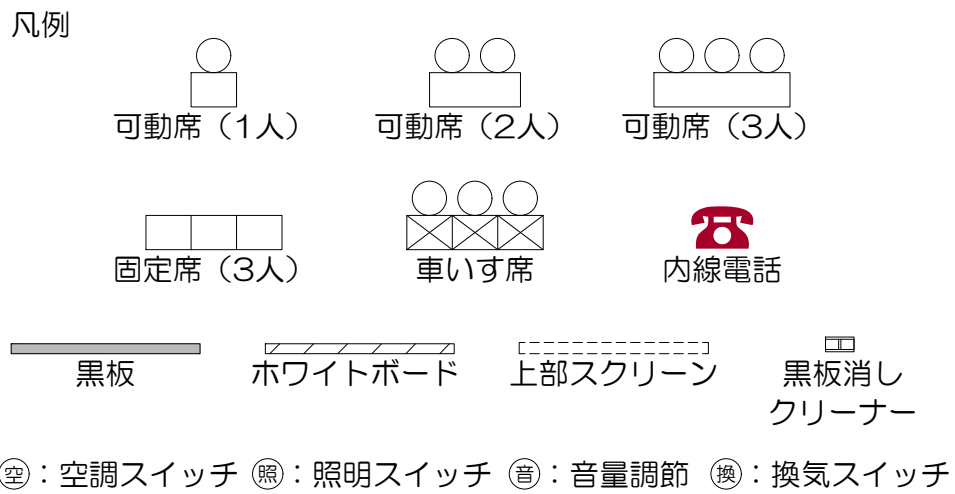 凡例
可動席（1人） 可動席（2人） 可動席（3人）
固定席（3人） 車いす席 内線電話
黒板 ホワイトボード 上部スクリーン 黒板消し
クリーナー
空：空調スイッチ 照：照明スイッチ 音：音量調節 換：換気スイッチ